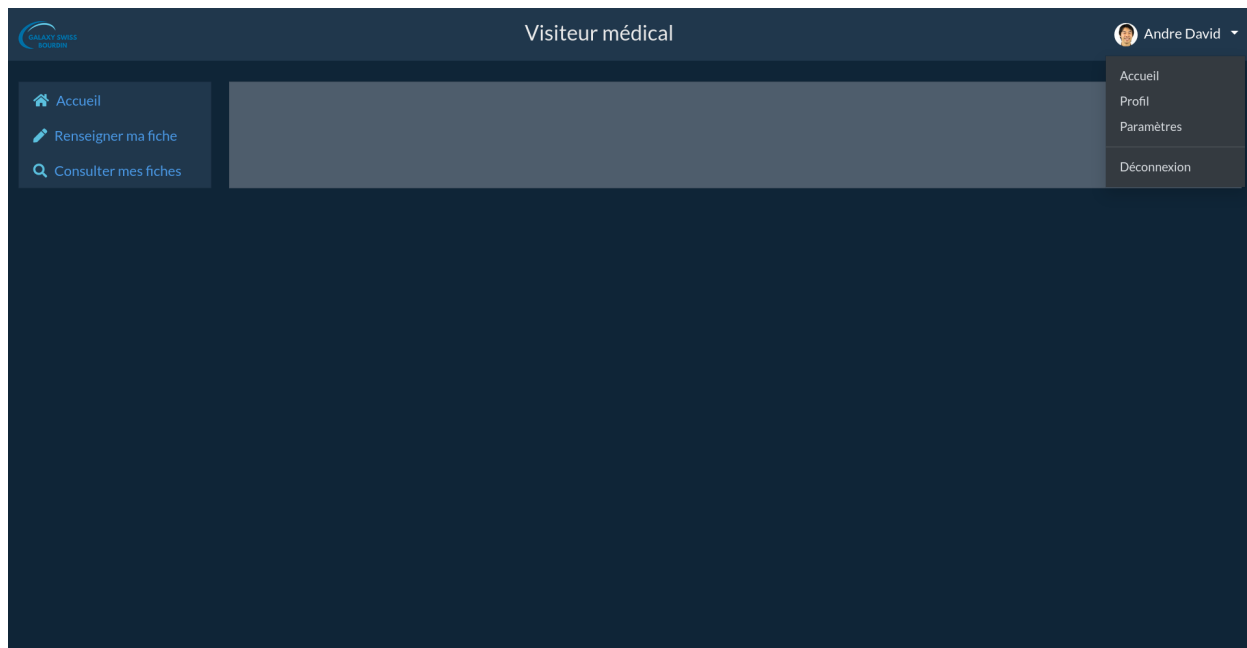 GALAXY SWISS
BOURDIN
Visiteur médical
Andre David
Accueil
Profil
Paramètres
Déconnexion
Accueil
Renseigner ma fiche
Consulter mes fiches